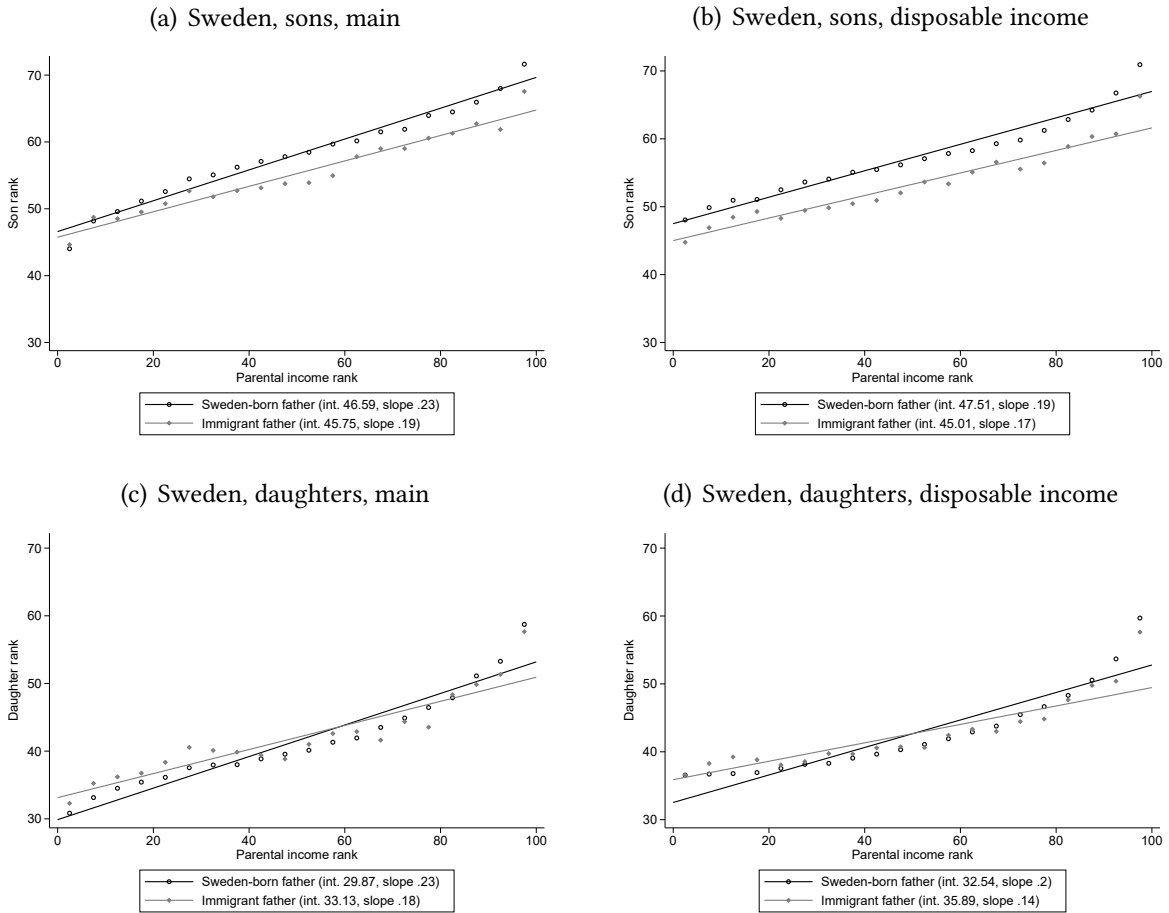 (a) Sweden, sons, main
70
60
50
40
30
Son rank
0 20 40 60 80 100
Parental income rank
Sweden-born father (int. 46.59, slope .23)
Immigrant father (int. 45.75, slope .19)
(b) Sweden, sons, disposable income
70
60
50
40
30
Son rank
0 20 40 60 80 100
Parental income rank
Sweden-born father (int. 47.51, slope .19)
Immigrant father (int. 45.01, slope .17)
(c) Sweden, daughters, main
70
60
50
40
30
Daughter rank
0 20 40 60 80 100
Parental income rank
Sweden-born father (int. 29.87, slope .23)
Immigrant father (int. 33.13, slope .18)
(d) Sweden, daughters, disposable income
70
60
50
40
30
Daughter rank
0 20 40 60 80 100
Parental income rank
Sweden-born father (int. 32.54, slope .2)
Immigrant father (int. 35.89, slope .14)